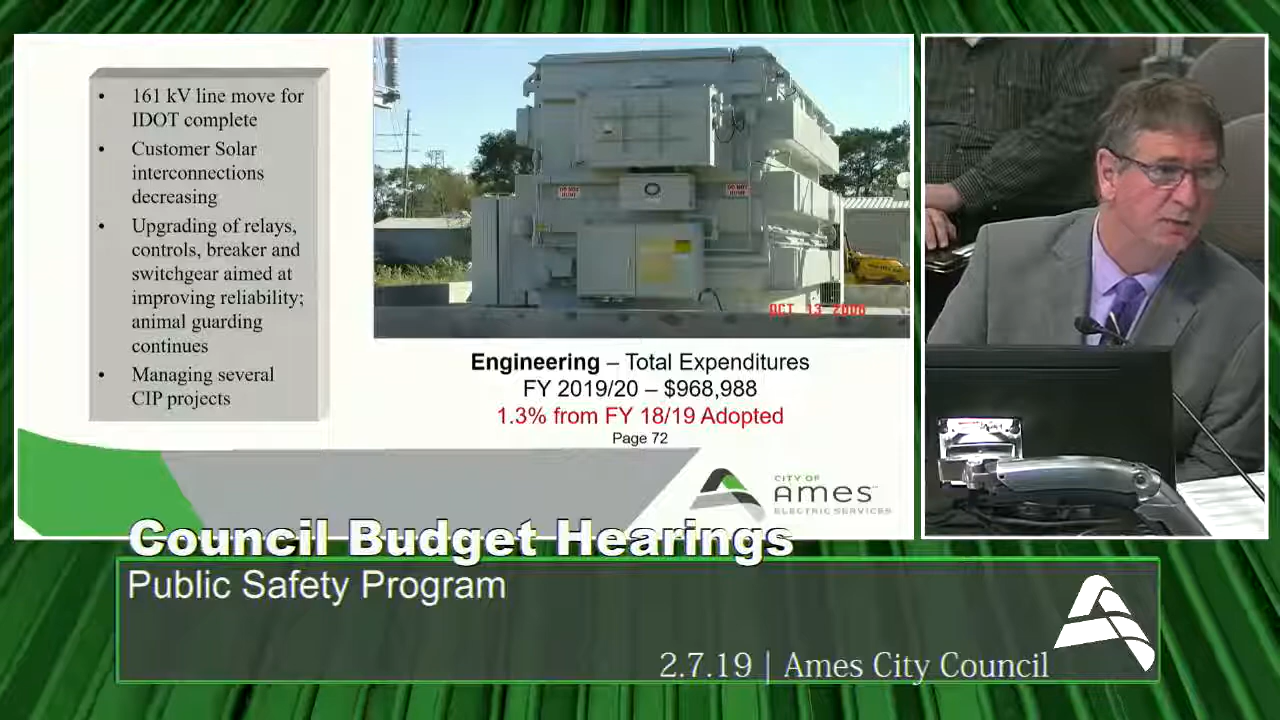 • 161 kV line move for
IDOT complete
• Customer Solar
interconnections
decreasing
• Upgrading of relays,
controls, breaker and
switchgear aimed at
improving reliability;
animal guarding
continues
• Managing several
CIP projects
OCT 13 2008
Engineering – Total Expenditures
FY 2019/20 – $968,988
1.3% from FY 18/19 Adopted
Page 72
CITY OF
Ames™
ELECTRIC SERVICES
Council Budget Hearings
Public Safety Program
2.7.19 | Ames City Council